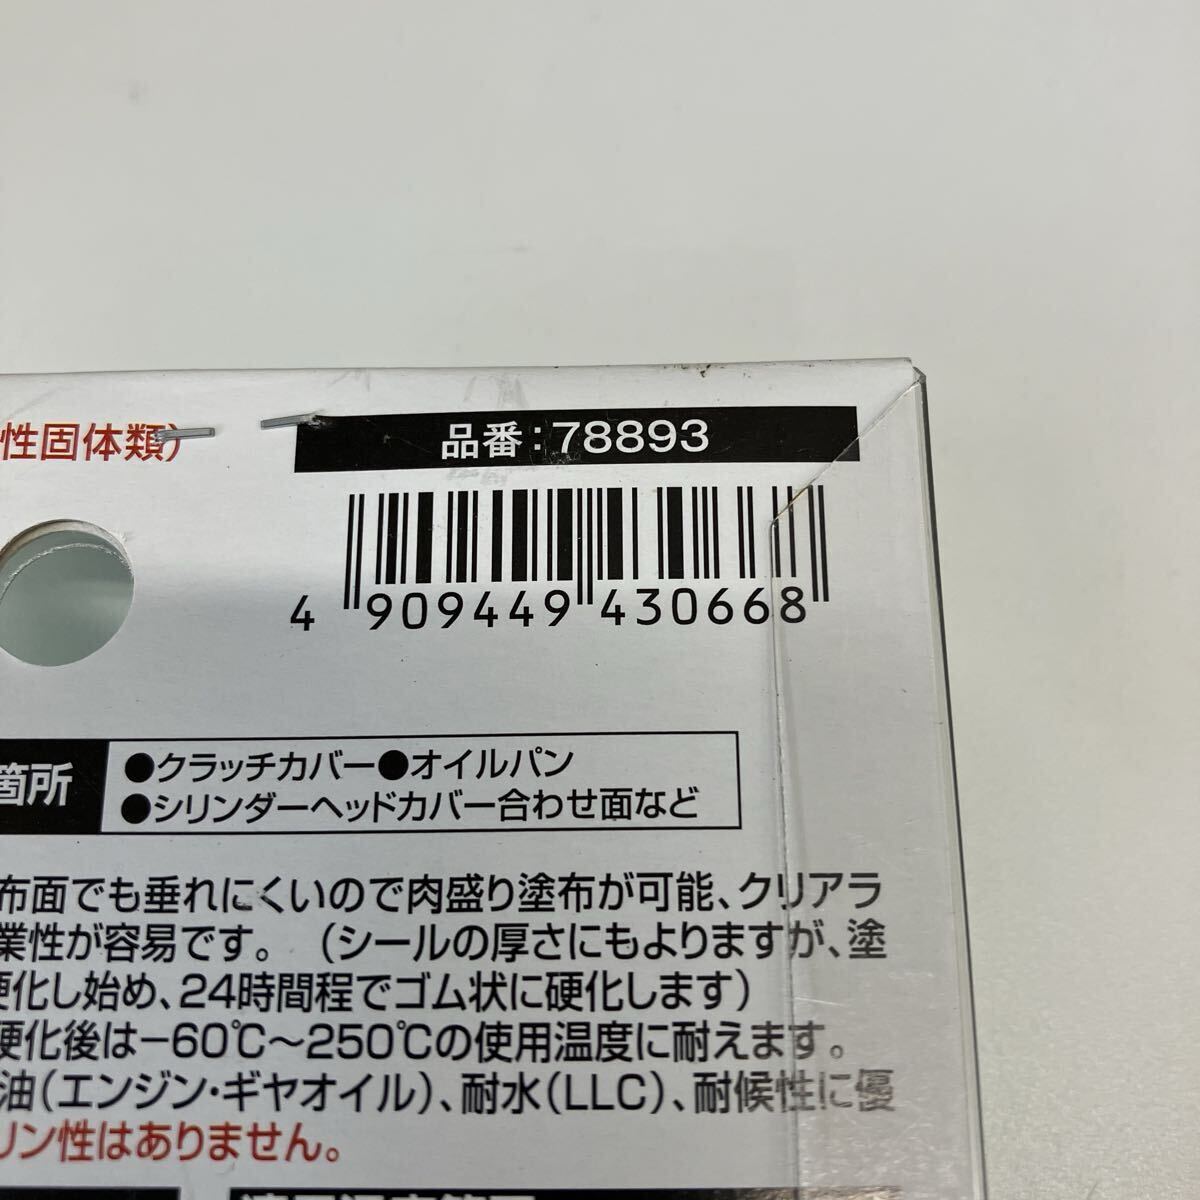 性固体類)
品番:78893
4 909449 430668
箇所
●クラッチカバー●オイルパン
●シリンダーヘッドカバー合わせ面など
布面でも垂れにくいので肉盛り塗布が可能、クリアラ
業性が容易です。（シールの厚さにもよりますが、塗
硬化し始め、24時間程でゴム状に硬化します）
硬化後は−60℃〜250℃の使用温度に耐えます。
油(エンジン・ギヤオイル)、耐水(LLC)、耐候性に優
リン性はありません。